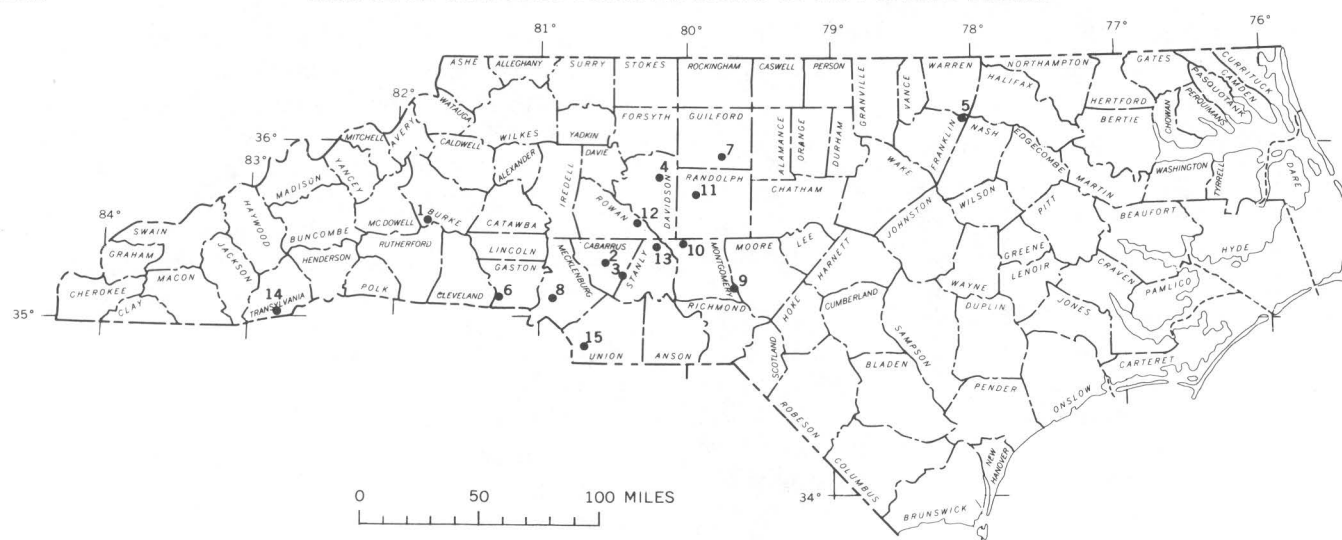 81° 80° 79° 78° 77° 76°
ASHE ALLEGHANY SURRY STOKES ROCKINGHAM CASWELL PERSON GRANVILLE VANCE WARREN NORTHAMPTON GATES CURRITUCK
CAMDEN
PASQUOTANK
PERQUIMANS
HALIFAX
82° WATAUGA
HERTFORD CHOWAN
36° MITCHELL AVERY WILKES YADKIN FORSYTH GUILFORD ALAMANCE ORANGE DURHAM FRANKLIN 5 NASH EDGECOMBE BERTIE
83° YANCEY CALDWELL ALEXANDER DAVIE 7
MADISON IREDELL 4 RANDOLPH CHATHAM WAKE MARTIN WASHINGTON TYRRELL DARE
HAYWOOD 11 WILSON
84° BUNCOMBE MCDOWELL 1 BURKE CATAWBA ROWAN 12 DAVIDSON JOHNSTON PITT BEAUFORT
SWAIN
GRAHAM JACKSON HENDERSON RUTHERFORD LINCOLN CABARRUS 13 10 MOORE LEE HARNETT GREENE HYDE
MACON GASTON MECKLENBURG 2 3 STANLY MONTGOMERY LENOIR CRAVEN
CHEROKEE 14 POLK WAYNE PAMLICO
CLAY TRANSYLVANIA CLEVELAND 6 8 9 RICHMOND HOKE CUMBERLAND DUPLIN JONES
35° 35°
15 SAMPSON
UNION ANSON SCOTLAND BLADEN CARTERET
PENDER ONSLOW
ROBESON
NEW
HANOVER
COLUMBUS
0 50 100 MILES 34°
BRUNSWICK